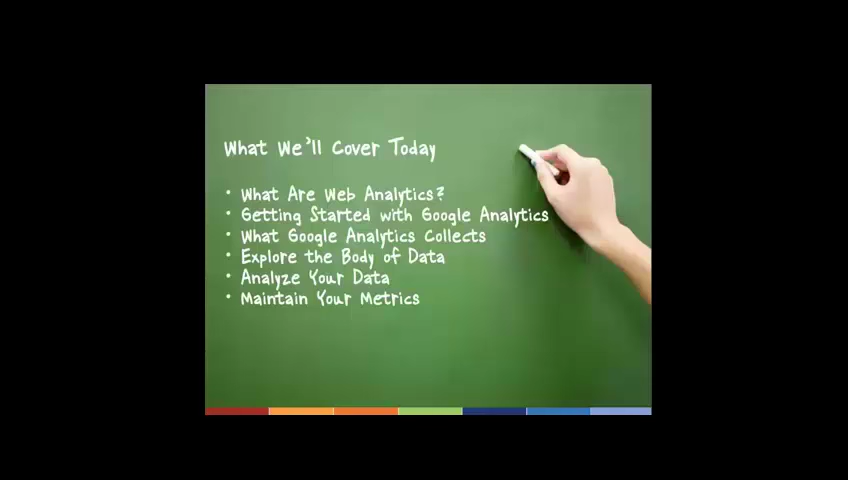 What We'll Cover Today
• What Are Web Analytics?
• Getting Started with Google Analytics
• What Google Analytics Collects
• Explore the Body of Data
• Analyze Your Data
• Maintain Your Metrics